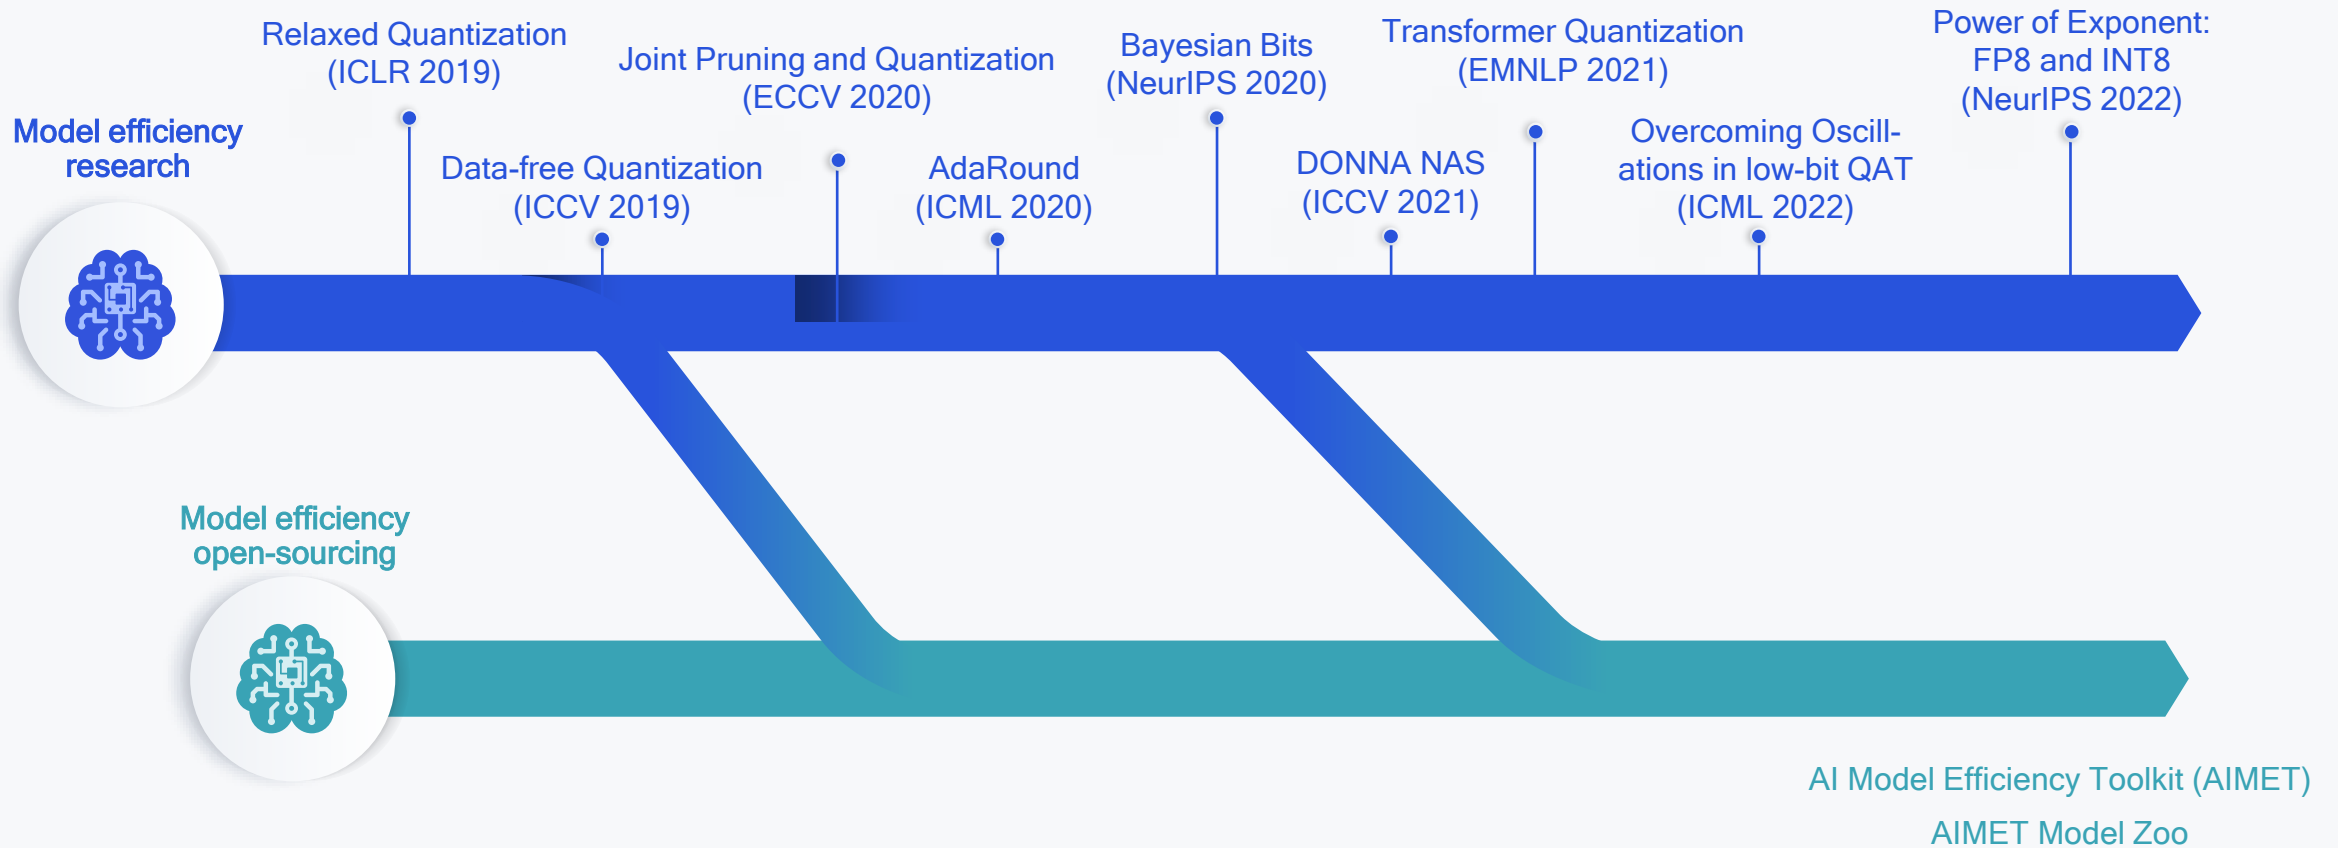 Model efficiency
research
Relaxed Quantization
(ICLR 2019)
Data-free Quantization
(ICCV 2019)
Joint Pruning and Quantization
(ECCV 2020)
AdaRound
(ICML 2020)
Bayesian Bits
(NeurIPS 2020)
DONNA NAS
(ICCV 2021)
Transformer Quantization
(EMNLP 2021)
Overcoming Oscill-
ations in low-bit QAT
(ICML 2022)
Power of Exponent:
FP8 and INT8
(NeurIPS 2022)
Model efficiency
open-sourcing
AI Model Efficiency Toolkit (AIMET)
AIMET Model Zoo